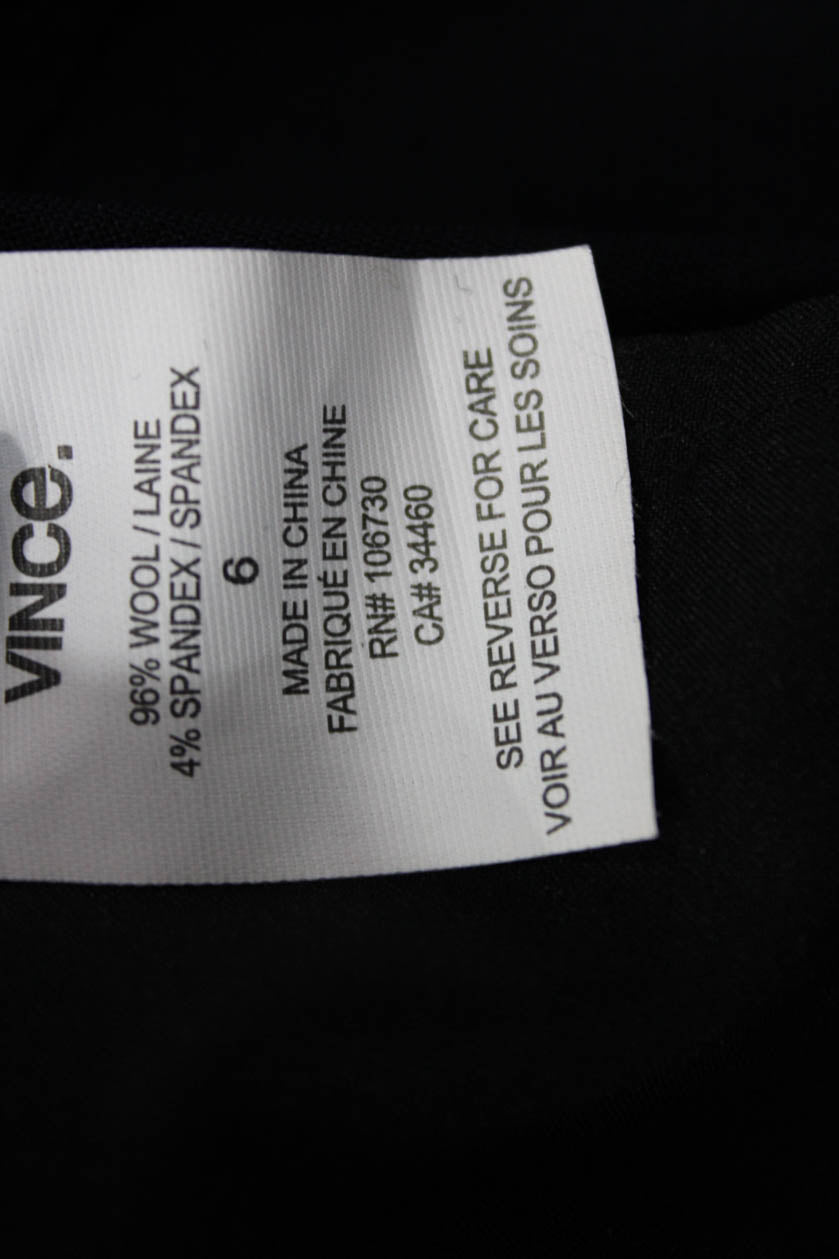 VINCE.
96% WOOL / LAINE
4% SPANDEX / SPANDEX
6
MADE IN CHINA
FABRIQUÉ EN CHINE
RN# 106730
CA# 34460
SEE REVERSE FOR CARE
VOIR AU VERSO POUR LES SOINS